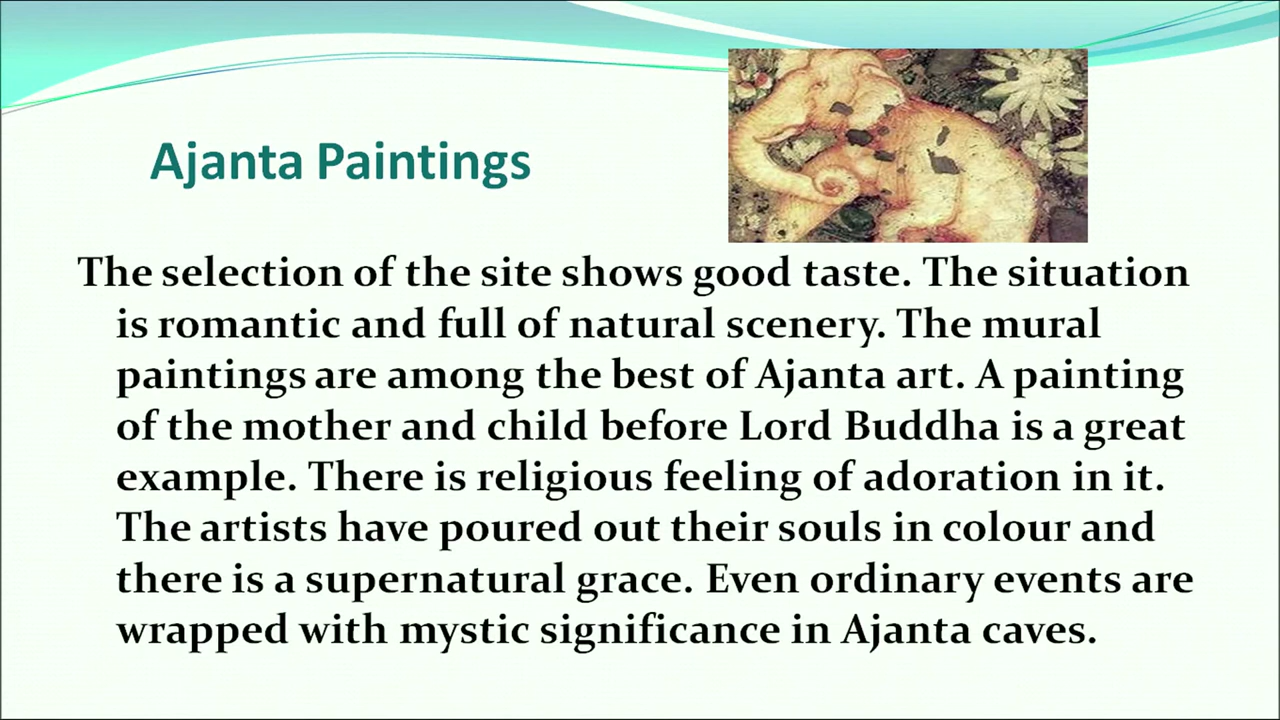 Ajanta Paintings
The selection of the site shows good taste. The situation
is romantic and full of natural scenery. The mural
paintings are among the best of Ajanta art. A painting
of the mother and child before Lord Buddha is a great
example. There is religious feeling of adoration in it.
The artists have poured out their souls in colour and
there is a supernatural grace. Even ordinary events are
wrapped with mystic significance in Ajanta caves.